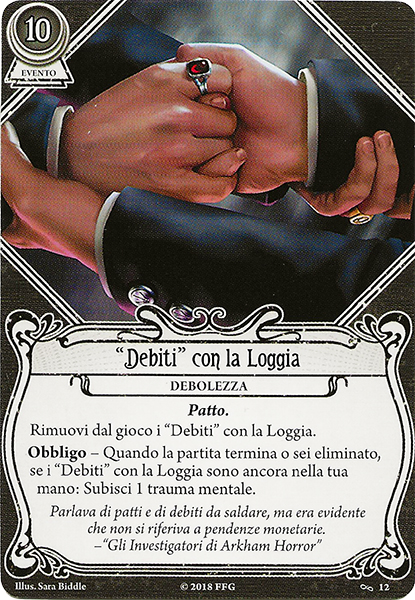 10
EVENTO
“Debiti” con la Loggia
DEBOLEZZA
Patto.
Rimuovi dal gioco i “Debiti” con la Loggia.
Obbligo – Quando la partita termina o sei eliminato,
se i “Debiti” con la Loggia sono ancora nella tua
mano: Subisci 1 trauma mentale.
Parlava di patti e di debiti da saldare, ma era evidente
che non si riferiva a pendenze monetarie.
–“Gli Investigatori di Arkham Horror”
Illus. Sara Biddle © 2018 FFG 12